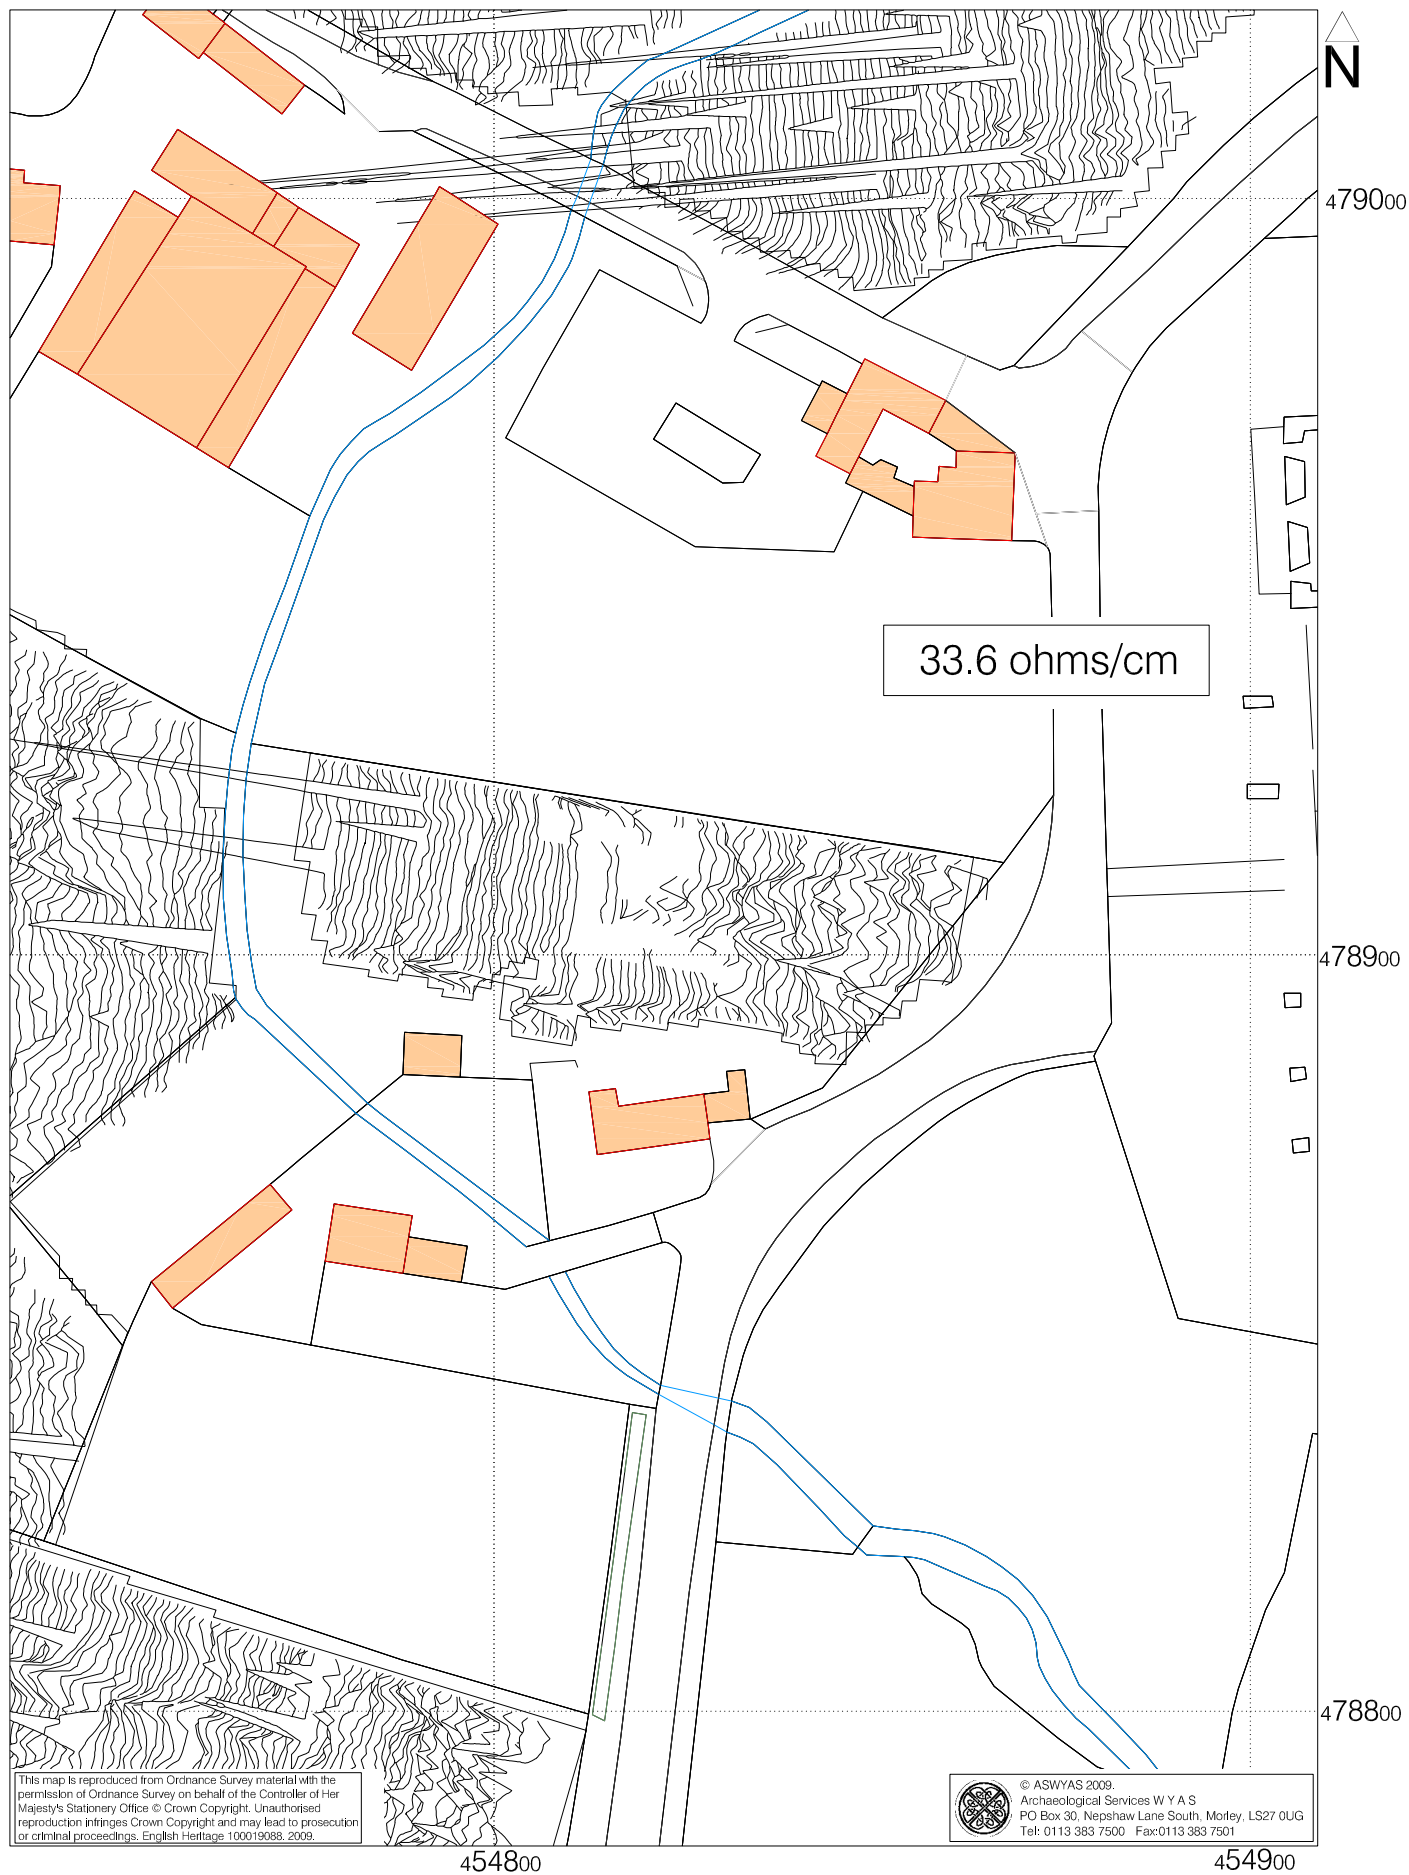 N
479000
33.6 ohms/cm
478900
478800
This map is reproduced from Ordnance Survey material with the
permission of Ordnance Survey on behalf of the Controller of Her
Majesty's Stationery Office © Crown Copyright. Unauthorised
reproduction infringes Crown Copyright and may lead to prosecution
or criminal proceedings. English Heritage 100019088. 2009.
© ASWYAS 2009.
Archaeological Services W Y A S
PO Box 30, Nepshaw Lane South, Morley, LS27 0UG
Tel: 0113 383 7500 Fax:0113 383 7501
454800
454900